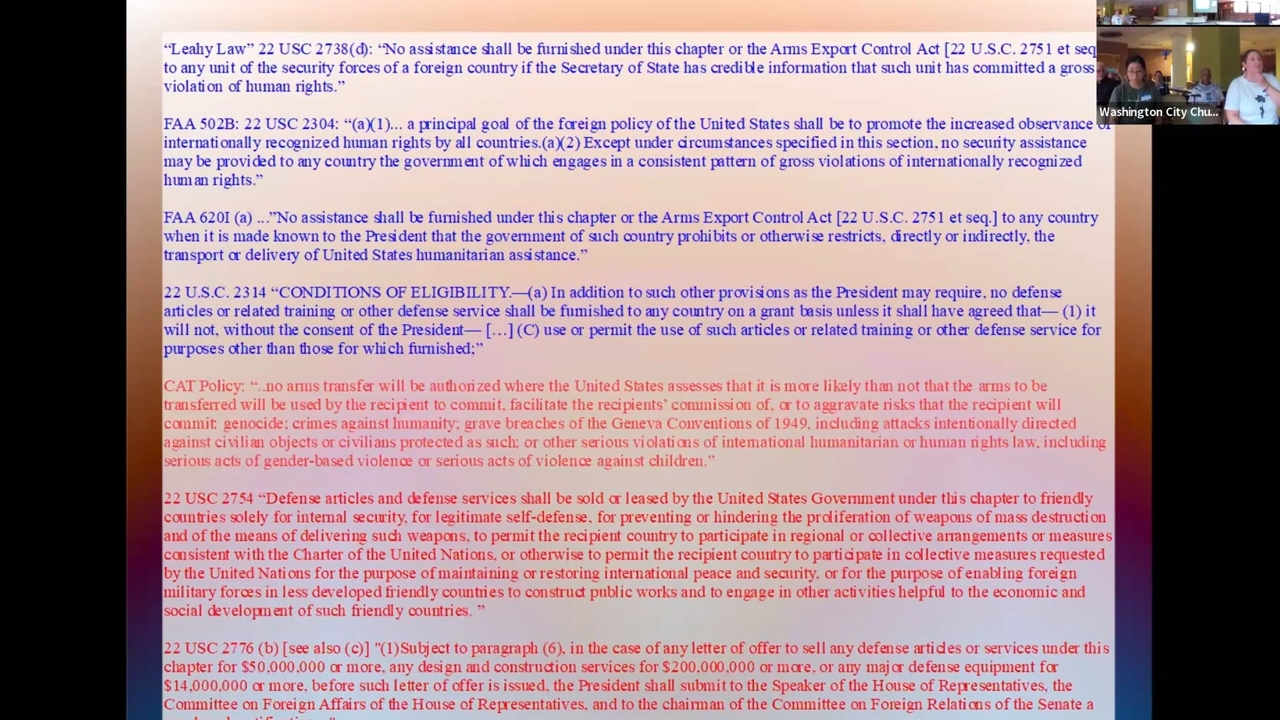 “Leahy Law” 22 USC 2738(d): “No assistance shall be furnished under this chapter or the Arms Export Control Act [22 U.S.C. 2751 et seq
to any unit of the security forces of a foreign country if the Secretary of State has credible information that such unit has committed a gross
violation of human rights.”
FAA 502B: 22 USC 2304: “(a)(1)... a principal goal of the foreign policy of the United States shall be to promote the increased observance of
internationally recognized human rights by all countries.(a)(2) Except under circumstances specified in this section, no security assistance
may be provided to any country the government of which engages in a consistent pattern of gross violations of internationally recognized
human rights.”
FAA 620I (a) ...”No assistance shall be furnished under this chapter or the Arms Export Control Act [22 U.S.C. 2751 et seq.] to any country
when it is made known to the President that the government of such country prohibits or otherwise restricts, directly or indirectly, the
transport or delivery of United States humanitarian assistance.”
22 U.S.C. 2314 “CONDITIONS OF ELIGIBILITY.—(a) In addition to such other provisions as the President may require, no defense
articles or related training or other defense service shall be furnished to any country on a grant basis unless it shall have agreed that— (1) it
will not, without the consent of the President— […] (C) use or permit the use of such articles or related training or other defense service for
purposes other than those for which furnished;”
CAT Policy: “..no arms transfer will be authorized where the United States assesses that it is more likely than not that the arms to be
transferred will be used by the recipient to commit, facilitate the recipients’ commission of, or to aggravate risks that the recipient will
commit: genocide; crimes against humanity; grave breaches of the Geneva Conventions of 1949, including attacks intentionally directed
against civilian objects or civilians protected as such; or other serious violations of international humanitarian or human rights law, including
serious acts of gender-based violence or serious acts of violence against children.”
22 USC 2754 “Defense articles and defense services shall be sold or leased by the United States Government under this chapter to friendly
countries solely for internal security, for legitimate self-defense, for preventing or hindering the proliferation of weapons of mass destruction
and of the means of delivering such weapons, to permit the recipient country to participate in regional or collective arrangements or measures
consistent with the Charter of the United Nations, or otherwise to permit the recipient country to participate in collective measures requested
by the United Nations for the purpose of maintaining or restoring international peace and security, or for the purpose of enabling foreign
military forces in less developed friendly countries to construct public works and to engage in other activities helpful to the economic and
social development of such friendly countries. ”
22 USC 2776 (b) [see also (c)] "(1)Subject to paragraph (6), in the case of any letter of offer to sell any defense articles or services under this
chapter for $50,000,000 or more, any design and construction services for $200,000,000 or more, or any major defense equipment for
$14,000,000 or more, before such letter of offer is issued, the President shall submit to the Speaker of the House of Representatives, the
Committee on Foreign Affairs of the House of Representatives, and to the chairman of the Committee on Foreign Relations of the Senate a
Washington City Chu...